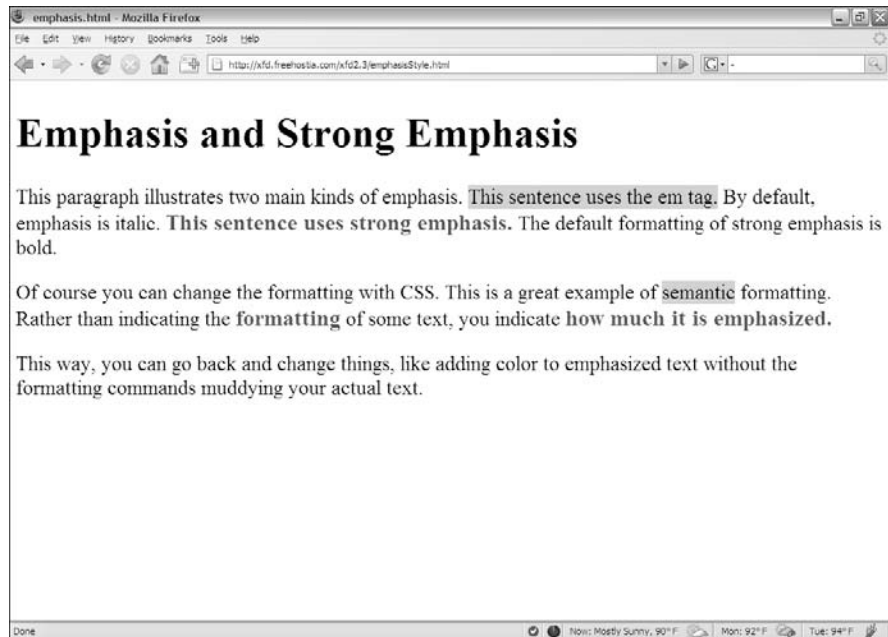 emphasis.html - Mozilla Firefox
File Edit View History Bookmarks Tools Help
http://xfd.freehostia.com/xfd2.3/emphasisStyle.html
Emphasis and Strong Emphasis
This paragraph illustrates two main kinds of emphasis. This sentence uses the em tag. By default,
emphasis is italic. This sentence uses strong emphasis. The default formatting of strong emphasis is
bold.
Of course you can change the formatting with CSS. This is a great example of semantic formatting.
Rather than indicating the formatting of some text, you indicate how much it is emphasized.
This way, you can go back and change things, like adding color to emphasized text without the
formatting commands muddying your actual text.
Done Now: Mostly Sunny, 90° F Mon: 92° F Tue: 94° F